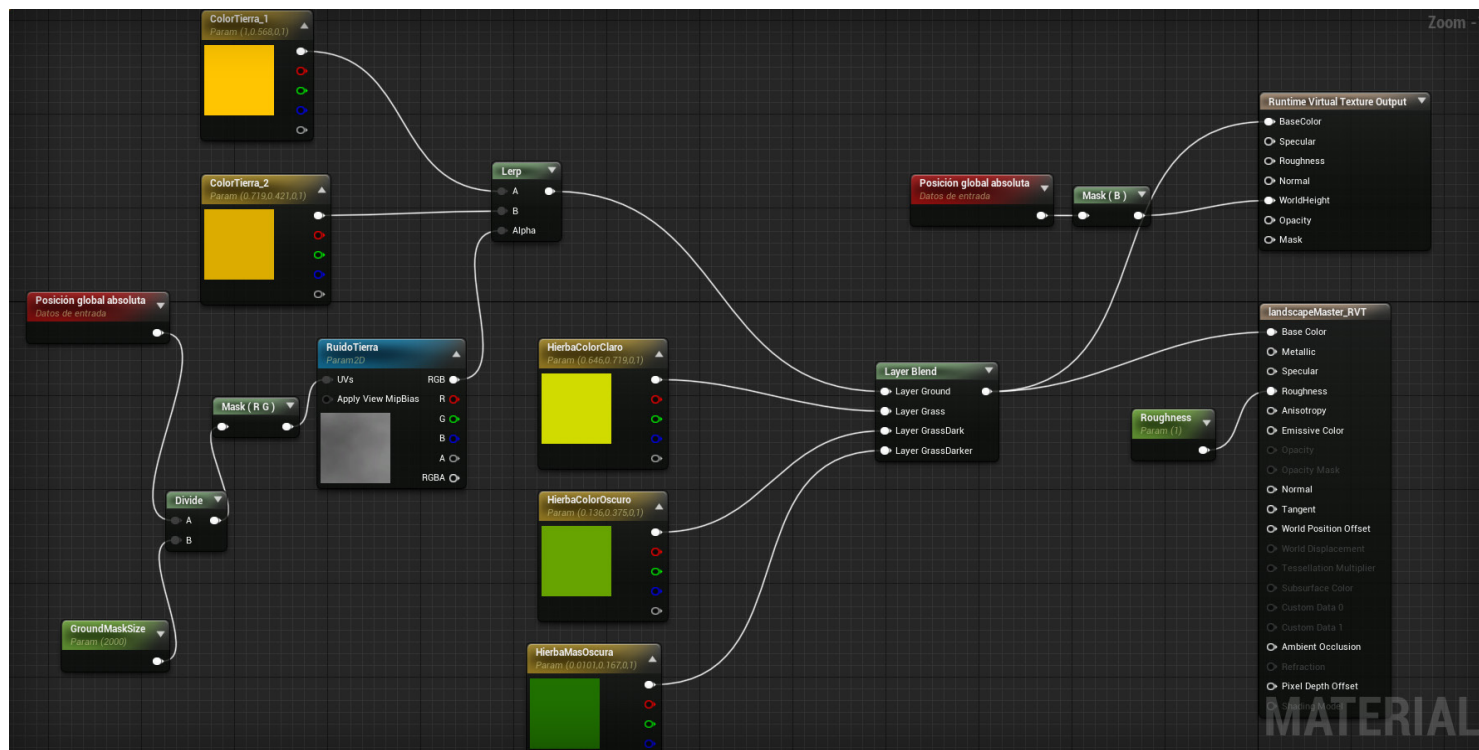 Zoom -
ColorTierra_1
Param (1,0.568,0,1)
ColorTierra_2
Param (0.719,0.421,0,1)
Lerp
A
B
Alpha
Posición global absoluta
Datos de entrada
Mask ( R G )
Divide
A
B
GroundMaskSize
Param (2000)
RuidoTierra
Param2D
UVs
RGB
Apply View MipBias
R
G
B
A
RGBA
HierbaColorClaro
Param (0.646,0.719,0,1)
HierbaColorOscuro
Param (0.136,0.375,0,1)
HierbaMasOscura
Param (0.0101,0.167,0,1)
Layer Blend
Layer Ground
Layer Grass
Layer GrassDark
Layer GrassDarker
Posición global absoluta
Datos de entrada
Mask ( B )
Roughness
Param (1)
Runtime Virtual Texture Output
BaseColor
Specular
Roughness
Normal
WorldHeight
Opacity
Mask
landscapeMaster_RVT
Base Color
Metallic
Specular
Roughness
Anisotropy
Emissive Color
Opacity
Opacity Mask
Normal
Tangent
World Position Offset
World Displacement
Tessellation Multiplier
Subsurface Color
Custom Data 0
Custom Data 1
Ambient Occlusion
Refraction
Pixel Depth Offset
Shading Model
MATERIAL